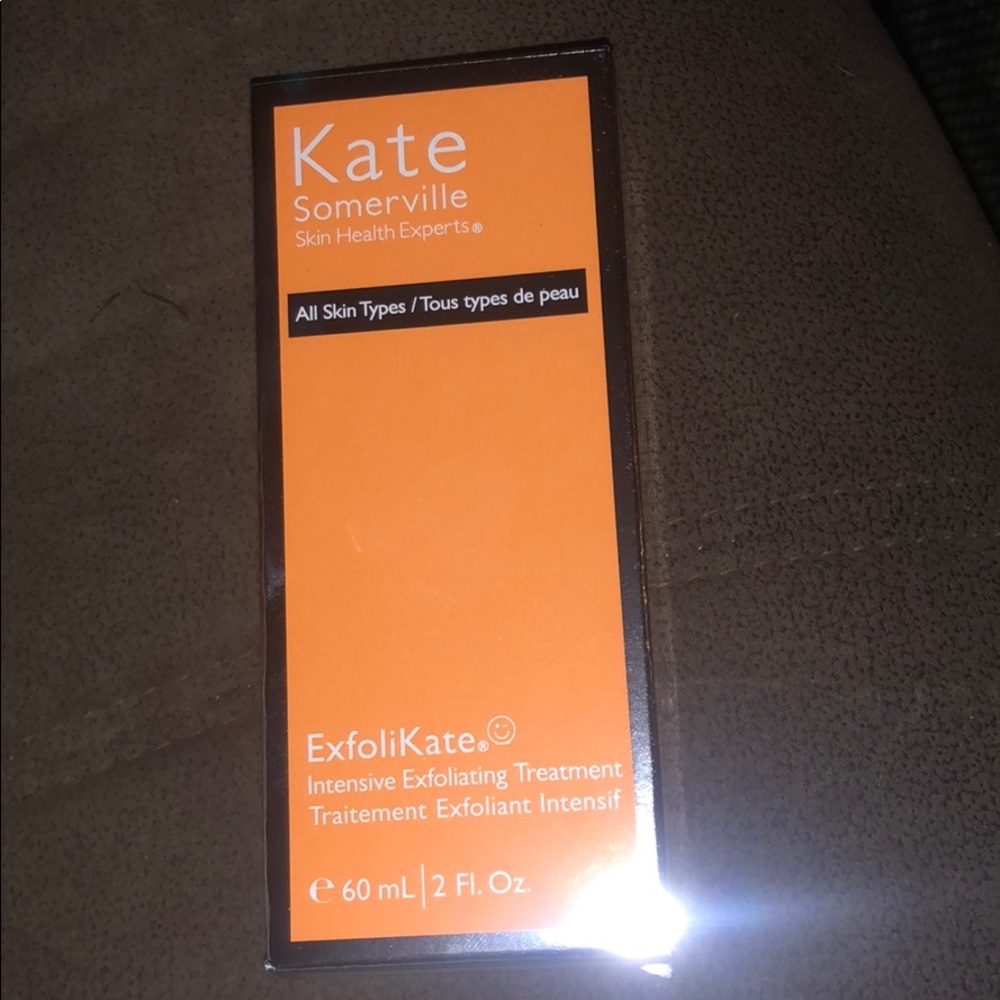 Kate
Somerville
Skin Health Experts®
All Skin Types / Tous types de peau
ExfoliKate®
Intensive Exfoliating Treatment
Traitement Exfoliant Intensif
℮ 60 mL | 2 Fl. Oz.